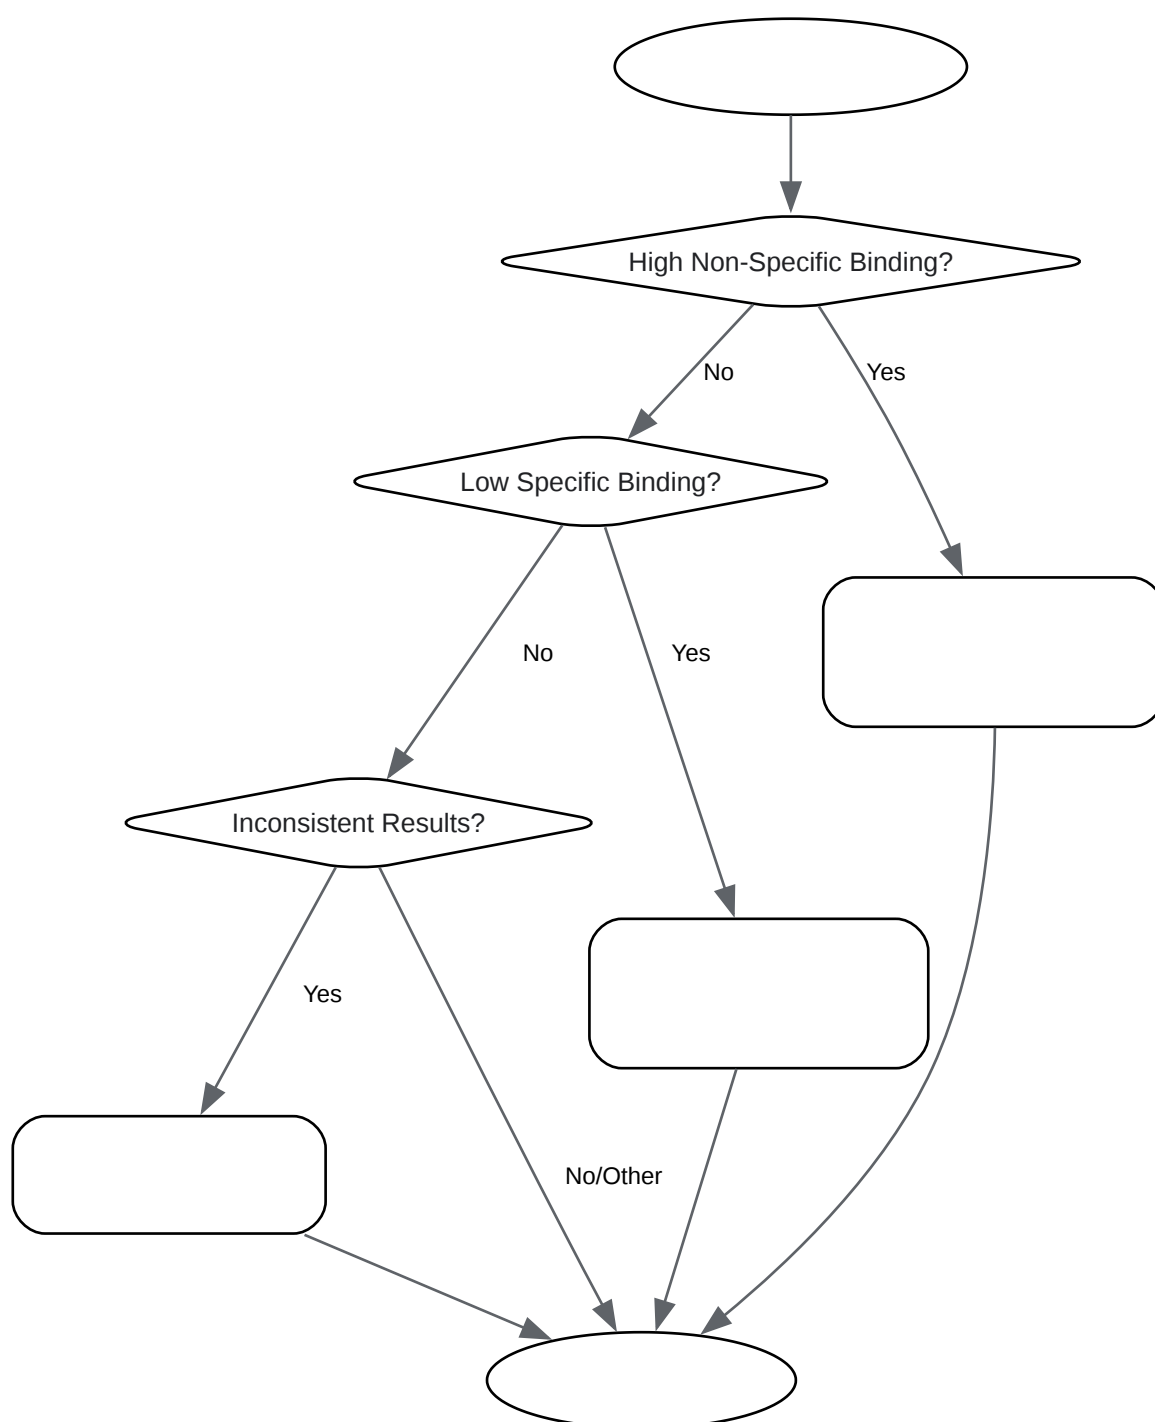 High Non-Specific Binding?
No
Yes
Low Specific Binding?
No
Yes
Inconsistent Results?
Yes
No/Other